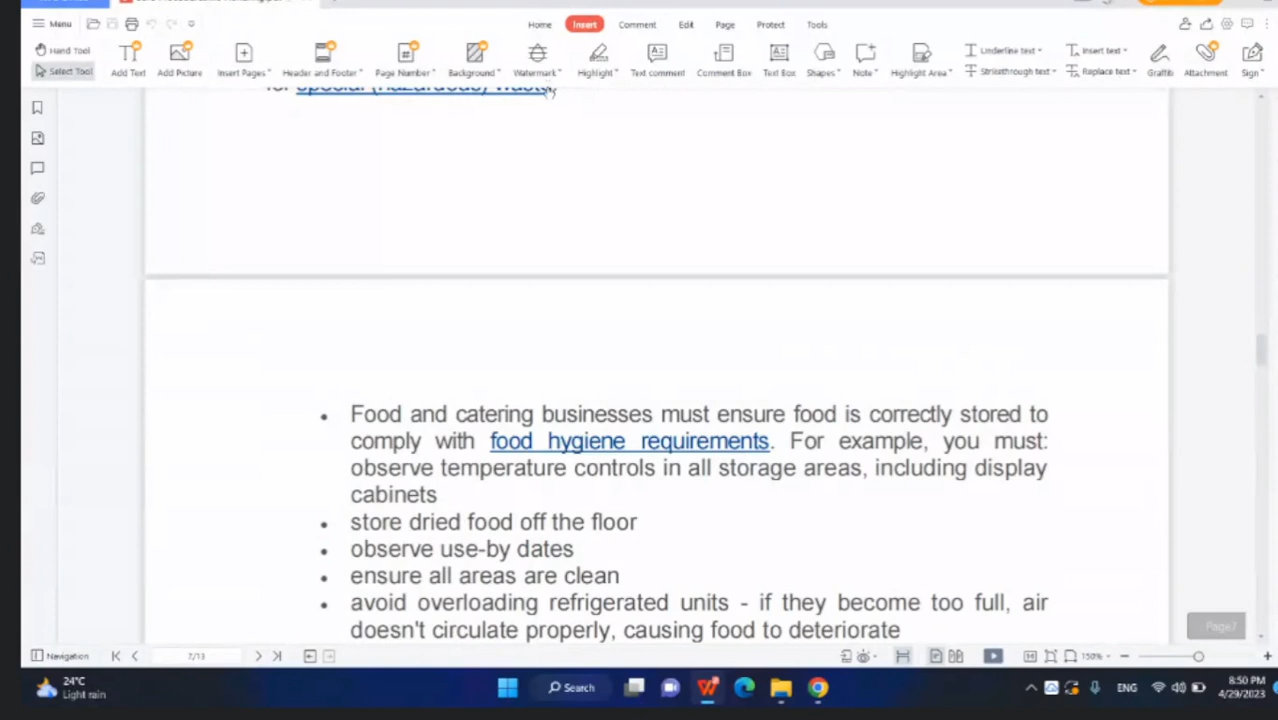 Menu
Home Insert Comment Edit Page Protect Tools
Hand Tool
Select Tool
Add Text Add Picture Insert Pages Header and Footer Page Number Background Watermark Highlight Text comment Comment Box Text Box Shapes Note Highlight Area Underline text Insert text Graffiti Attachment Sign
Strikethrough text Replace text
for special (hazardous) waste
• Food and catering businesses must ensure food is correctly stored to
comply with food hygiene requirements. For example, you must:
observe temperature controls in all storage areas, including display
cabinets
• store dried food off the floor
• observe use-by dates
• ensure all areas are clean
• avoid overloading refrigerated units - if they become too full, air
doesn't circulate properly, causing food to deteriorate
Page7
Navigation 7/13 150%
24°C
Light rain
Search
ENG
8:50 PM
4/29/2023